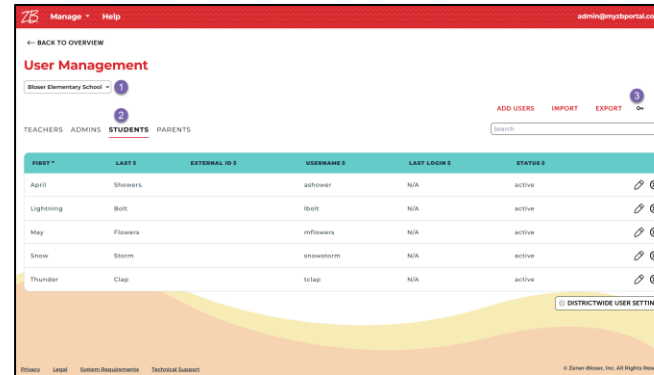 ZB Manage Help admin@myzbportal.co
← BACK TO OVERVIEW
User Management
Bloser Elementary School 1
3
2
ADD USERS IMPORT EXPORT
TEACHERS ADMINS STUDENTS PARENTS
Search
FIRST LAST EXTERNAL ID USERNAME LAST LOGIN STATUS
April Showers ashower N/A active
Lightning Bolt lbolt N/A active
May Flowers mflowers N/A active
Snow Storm snowstorm N/A active
Thunder Clap tclap N/A active
DISTRICTWIDE USER SETTIN
Privacy Legal System Requirements Technical Support © Zaner-Bloser, Inc. All Rights Res